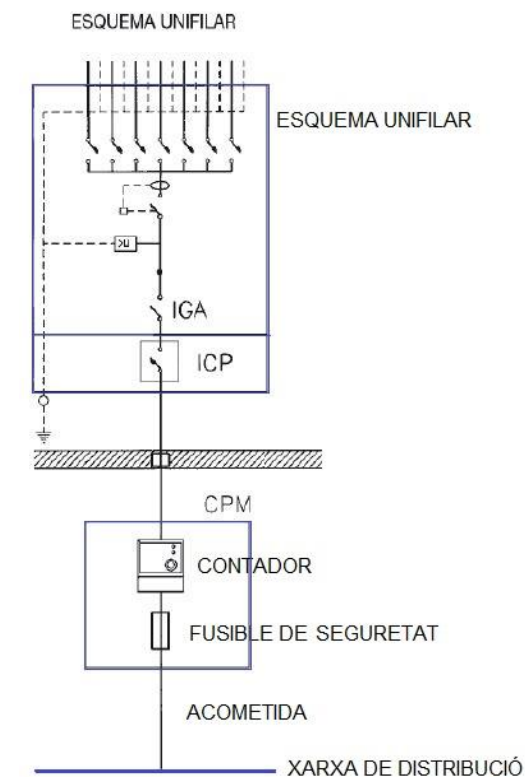 ESQUEMA UNIFILAR
ESQUEMA UNIFILAR
IGA
ICP
CPM
CONTADOR
FUSIBLE DE SEGURETAT
ACOMETIDA
XARXA DE DISTRIBUCIÓ